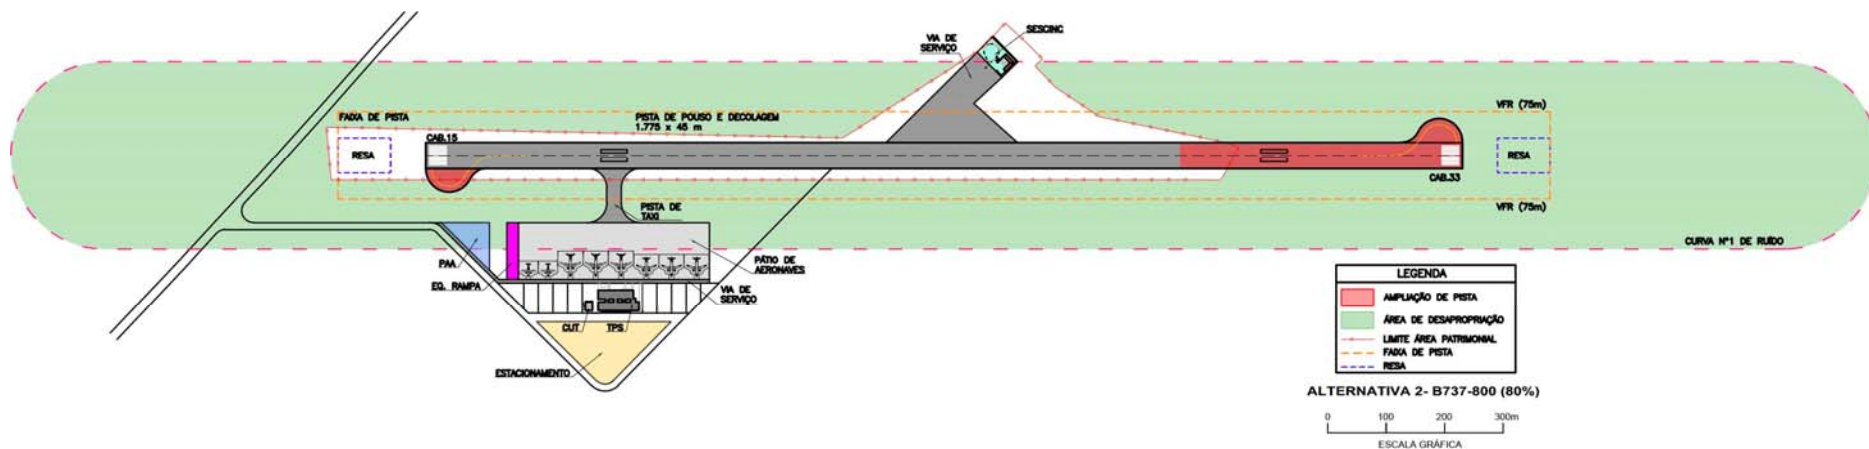 VIA DE
SERVIÇO
SESCINC
FAIXA DE PISTA
PISTA DE POUSO E DECOLAGEM
1.775 x 45 m
VFR (75m)
CAB.15
RESA
RESA
CAB.33
PISTA DE
TAXI
VFR (75m)
CURVA Nº1 DE RUÍDO
PAA
PÁTIO DE
AERONAVES
EQ. RAMPA
VIA DE
SERVIÇO
CUT
TPS
ESTACIONAMENTO
LEGENDA
AMPLIAÇÃO DE PISTA
ÁREA DE DESAPROPRIAÇÃO
LIMITE ÁREA PATRIMONIAL
FAIXA DE PISTA
RESA
ALTERNATIVA 2- B737-800 (80%)
0 100 200 300m
ESCALA GRÁFICA